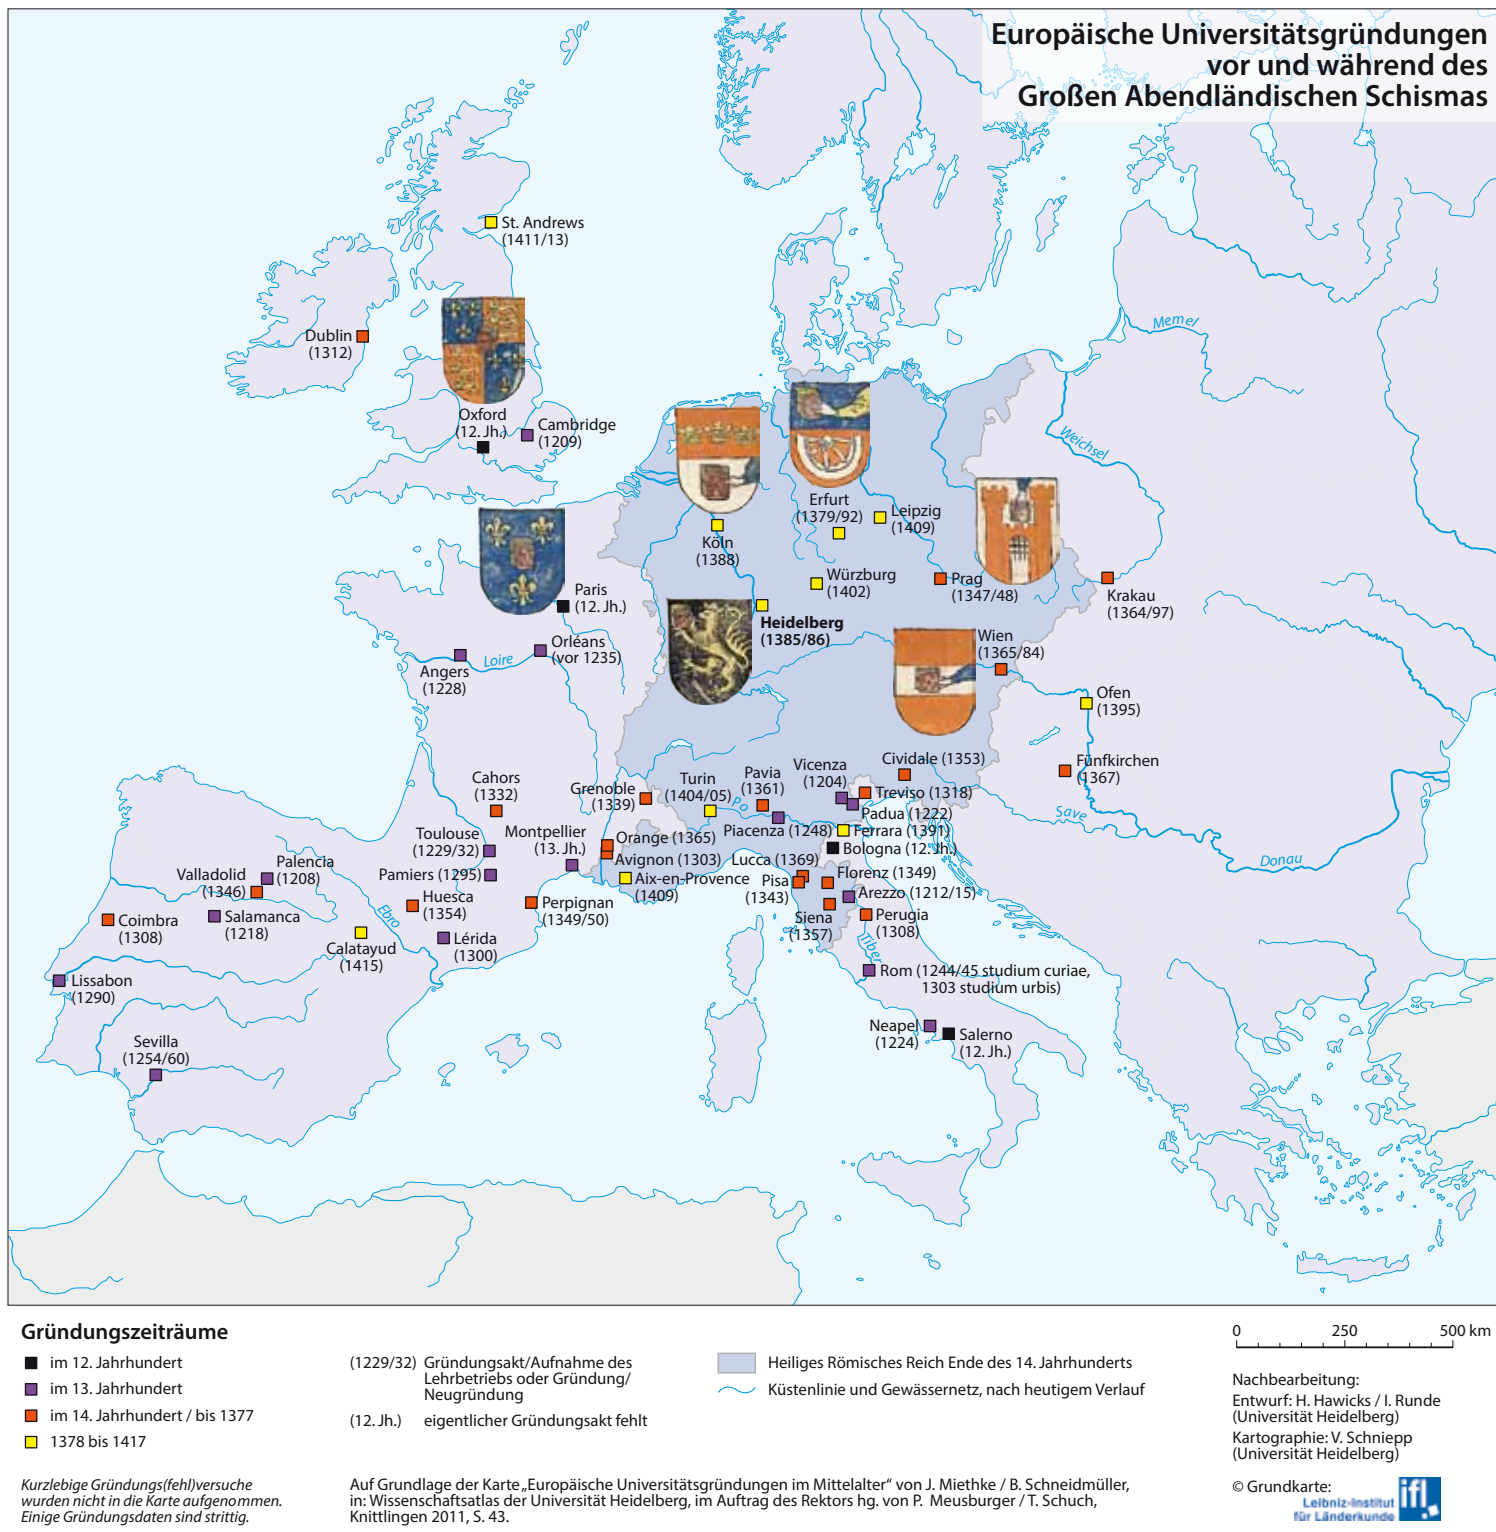 Europäische Universitätsgründungen
vor und während des
Großen Abendländischen Schismas
St. Andrews
(1411/13)
Dublin
(1312)
Memel
Oxford
(12. Jh.)
Cambridge
(1209)
Weichsel
Erfurt
(1379/92)
Leipzig
(1409)
Köln
(1388)
Würzburg
(1402)
Prag
(1347/48)
Krakau
(1364/97)
Paris
(12. Jh.)
Heidelberg
(1385/86)
Wien
(1365/84)
Orléans
(vor 1235)
Loire
Angers
(1228)
Ofen
(1395)
Fünfkirchen
(1367)
Cividale (1353)
Vicenza
(1204)
Pavia
(1361)
Turin
(1404/05)
Po
Cahors
(1332)
Grenoble
(1339)
Treviso (1318)
Padua (1222)
Save
Piacenza (1248)
Ferrara (1391)
Toulouse
(1229/32)
Montpellier
(13. Jh.)
Orange (1365)
Bologna (12. Jh.)
Avignon (1303)
Lucca (1369)
Donau
Palencia
(1208)
Valladolid
(1346)
Pamiers (1295)
Aix-en-Provence
(1409)
Pisa
(1343)
Florenz (1349)
Arezzo (1212/15)
Huesca
(1354)
Perpignan
(1349/50)
Ebro
Coimbra
(1308)
Salamanca
(1218)
Siena
(1357)
Perugia
(1308)
Calatayud
(1415)
Lérida
(1300)
Tiber
Lissabon
(1290)
Rom (1244/45 studium curiae,
1303 studium urbis)
Neapel
(1224)
Salerno
(12. Jh.)
Sevilla
(1254/60)
Gründungszeiträume
im 12. Jahrhundert
im 13. Jahrhundert
im 14. Jahrhundert / bis 1377
1378 bis 1417
Kurzlebige Gründungs(fehl)versuche
wurden nicht in die Karte aufgenommen.
Einige Gründungsdaten sind strittig.
(1229/32) Gründungsakt/Aufnahme des
Lehrbetriebs oder Gründung/
Neugründung
(12. Jh.) eigentlicher Gründungsakt fehlt
Heiliges Römisches Reich Ende des 14. Jahrhunderts
Küstenlinie und Gewässernetz, nach heutigem Verlauf
Auf Grundlage der Karte „Europäische Universitätsgründungen im Mittelalter“ von J. Miethke / B. Schneidmüller,
in: Wissenschaftsatlas der Universität Heidelberg, im Auftrag des Rektors hg. von P. Meusburger / T. Schuch,
Knittlingen 2011, S. 43.
0 250 500 km
Nachbearbeitung:
Entwurf: H. Hawicks / I. Runde
(Universität Heidelberg)
Kartographie: V. Schniepp
(Universität Heidelberg)
© Grundkarte:
Leibniz-Institut
für Länderkunde
ifl